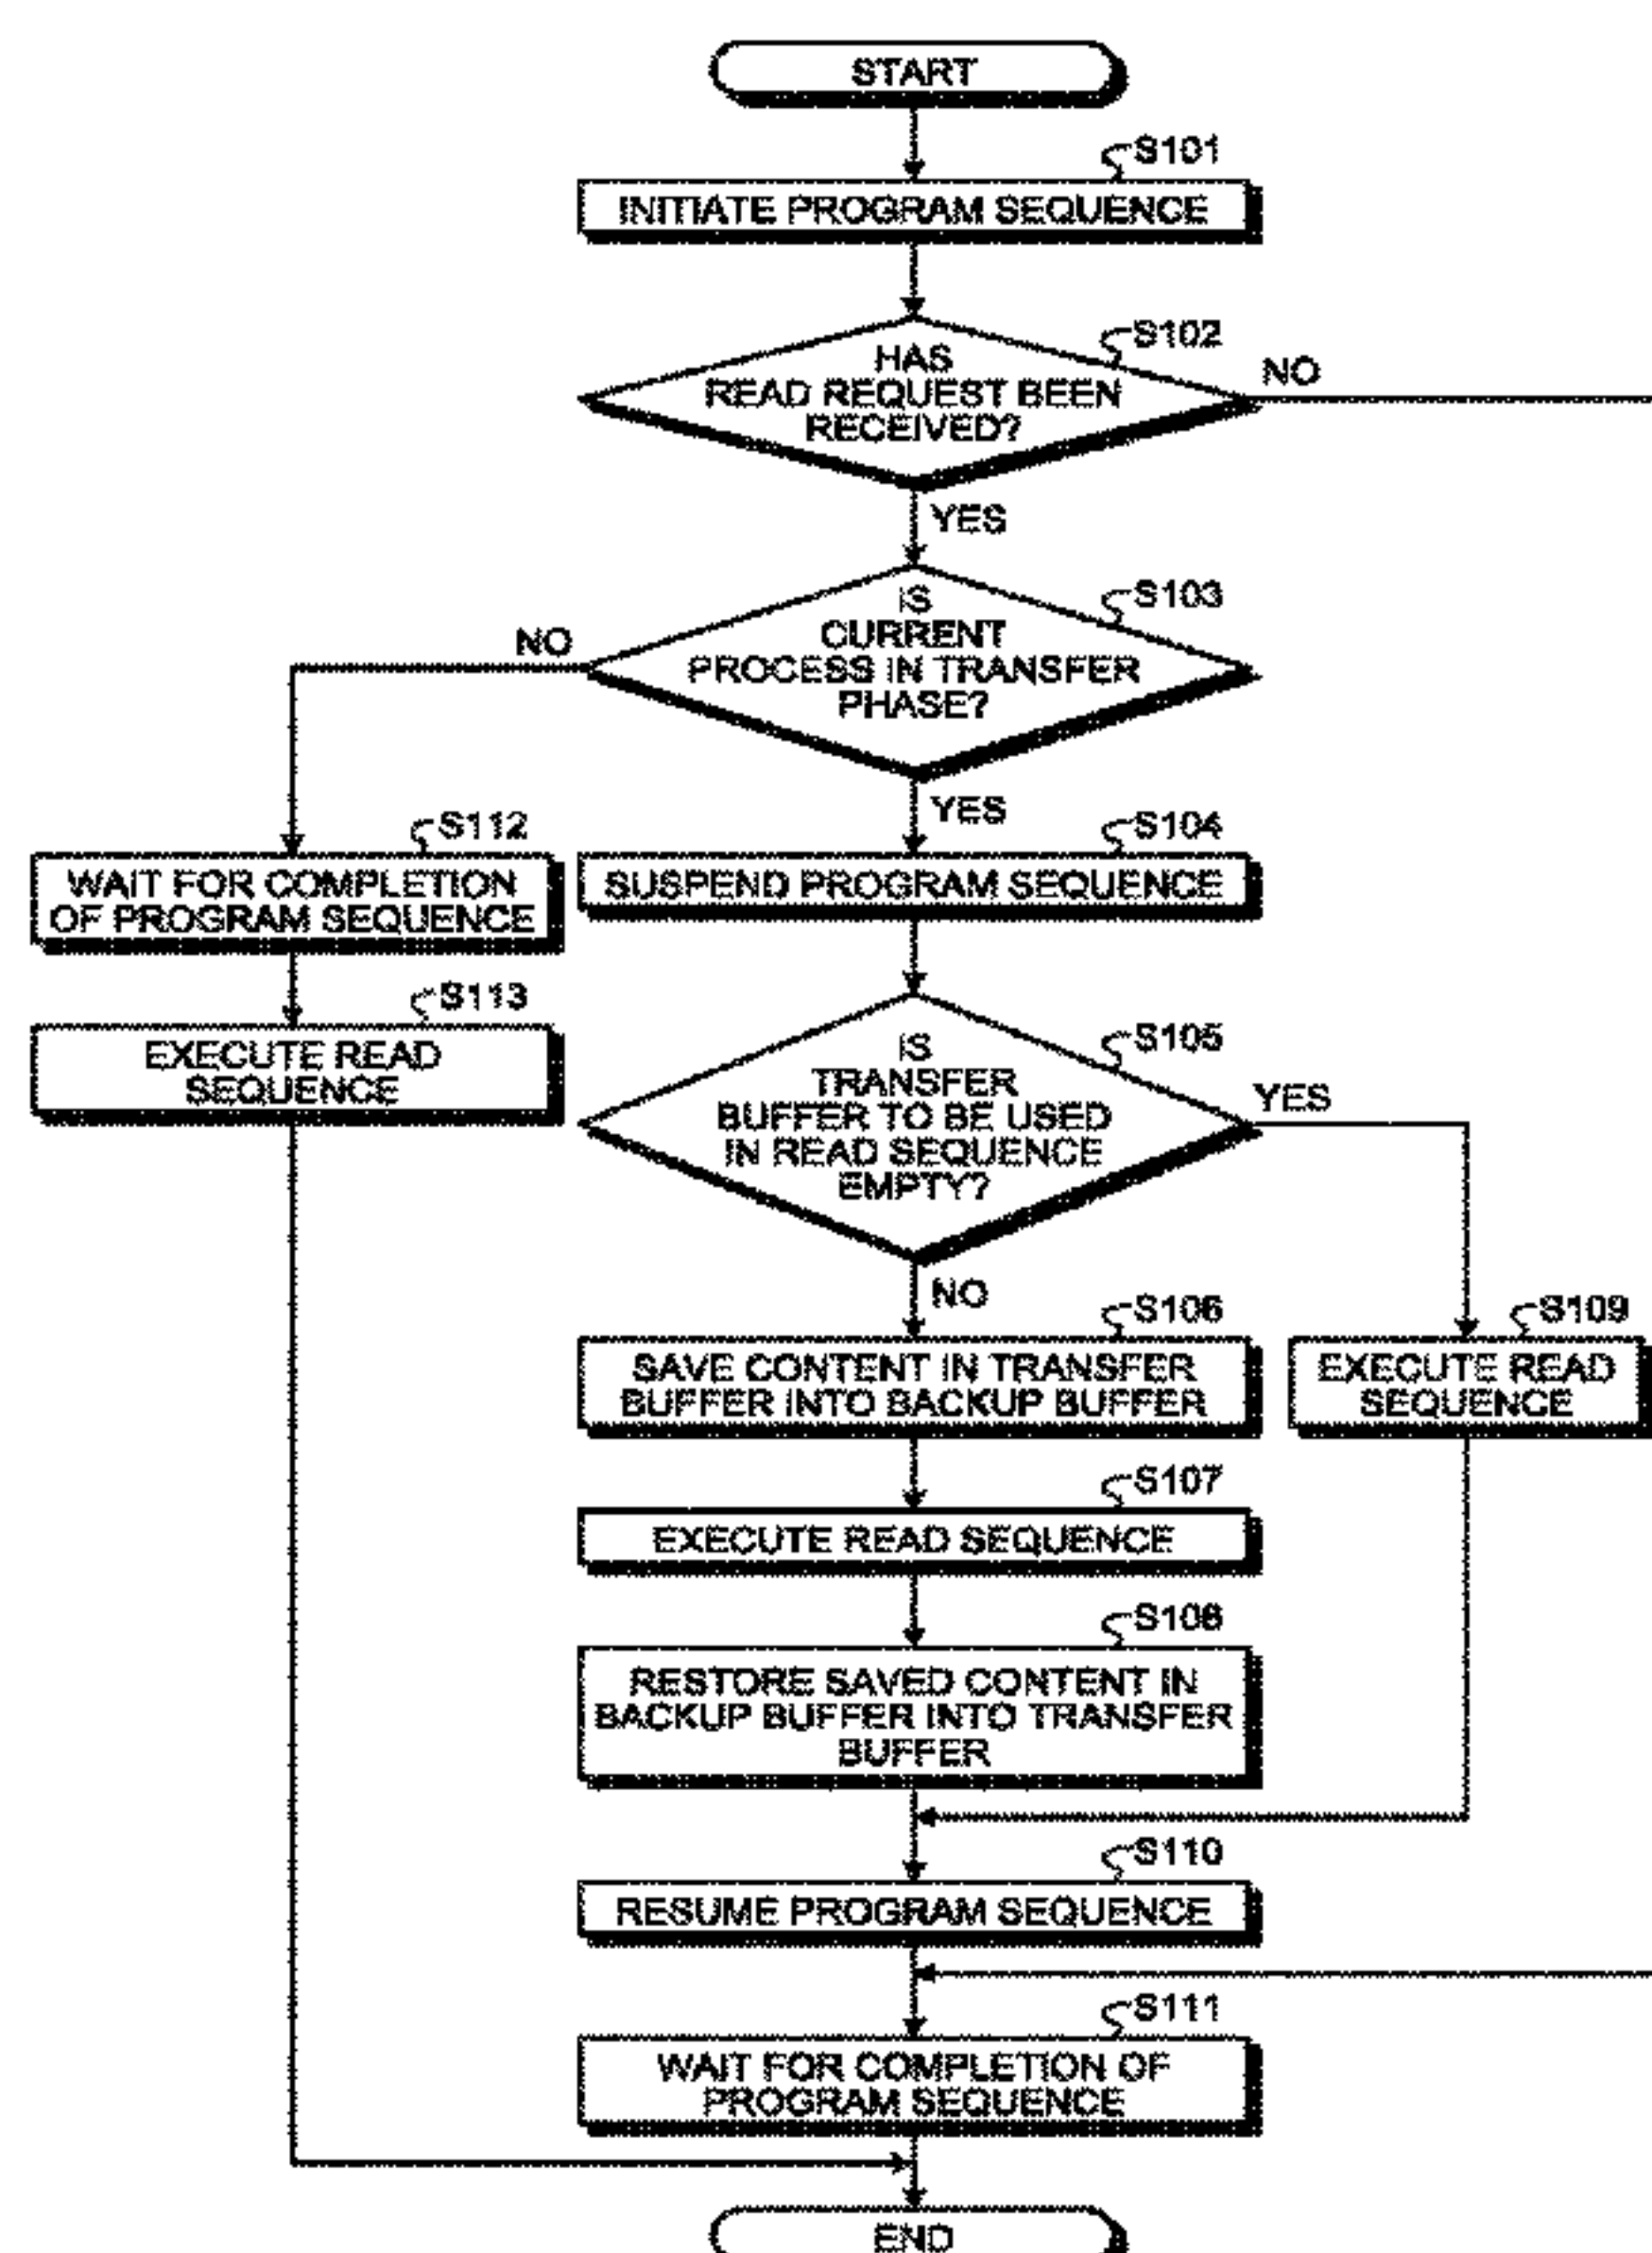 START
S101
INITIATE PROGRAM SEQUENCE
S102
HAS
READ REQUEST BEEN
RECEIVED?
NO
YES
S103
IS
CURRENT
PROCESS IN TRANSFER
PHASE?
NO
YES
S112
WAIT FOR COMPLETION
OF PROGRAM SEQUENCE
S104
SUSPEND PROGRAM SEQUENCE
S113
EXECUTE READ
SEQUENCE
S105
IS
TRANSFER
BUFFER TO BE USED
IN READ SEQUENCE
EMPTY?
YES
NO
S106
SAVE CONTENT IN TRANSFER
BUFFER INTO BACKUP BUFFER
S109
EXECUTE READ
SEQUENCE
S107
EXECUTE READ SEQUENCE
S108
RESTORE SAVED CONTENT IN
BACKUP BUFFER INTO TRANSFER
BUFFER
S110
RESUME PROGRAM SEQUENCE
S111
WAIT FOR COMPLETION OF
PROGRAM SEQUENCE
END